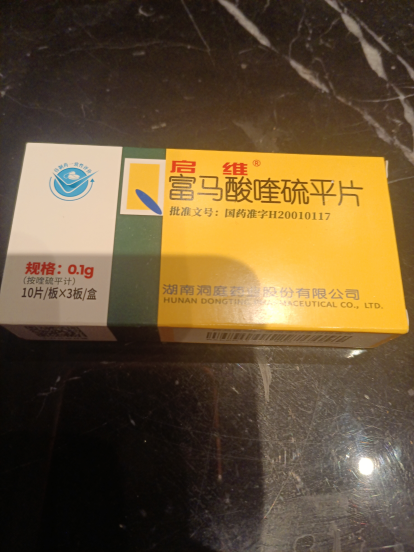 启维®
富马酸喹硫平片
批准文号：国药准字H20010117
规格：0.1g
（按喹硫平计）
10片/板×3板/盒
湖南洞庭药业股份有限公司
HUNAN DONGTING PHARMACEUTICAL CO., LTD.